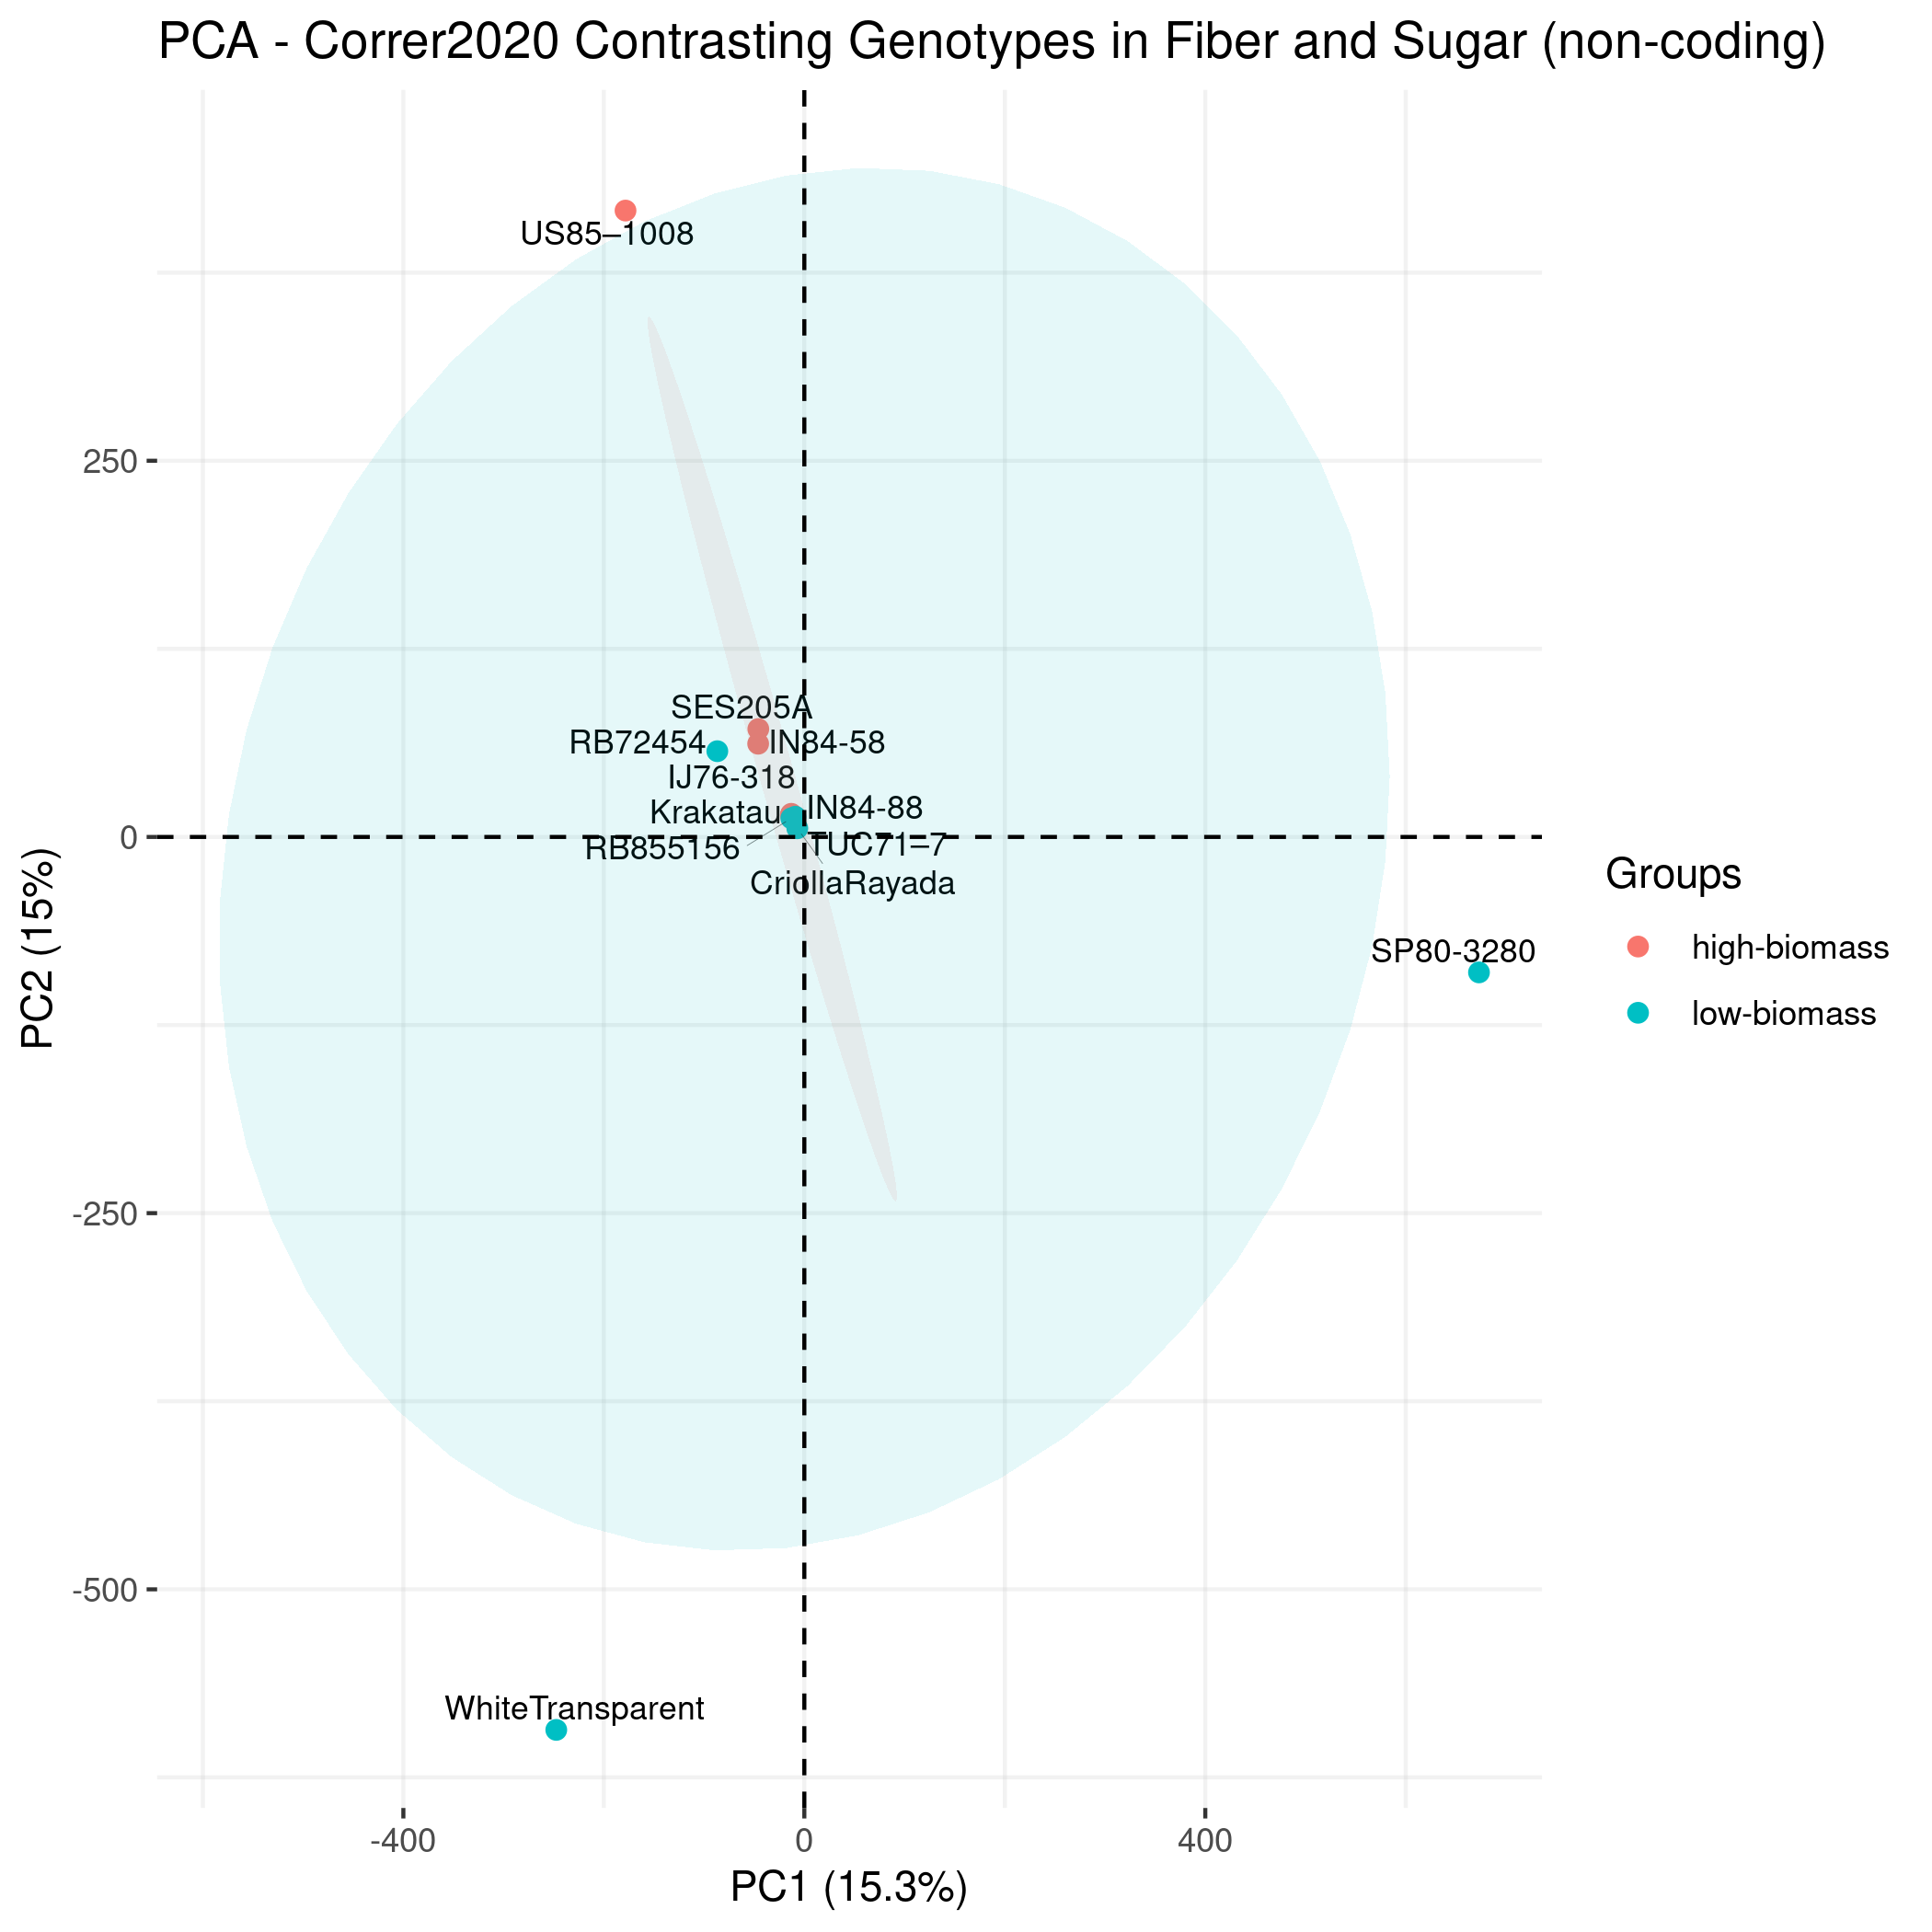 PCA - Correr2020 Contrasting Genotypes in Fiber and Sugar (non-coding)
US85–1008
250
SES205A
RB72454
IN84-58
IJ76-318
Krakatau
IN84-88
0
RB855156
TUC71–7
CriollaRayada
SP80-3280
-250
-500
WhiteTransparent
-400
0
400
PC1 (15.3%)
PC2 (15%)
Groups
high-biomass
low-biomass